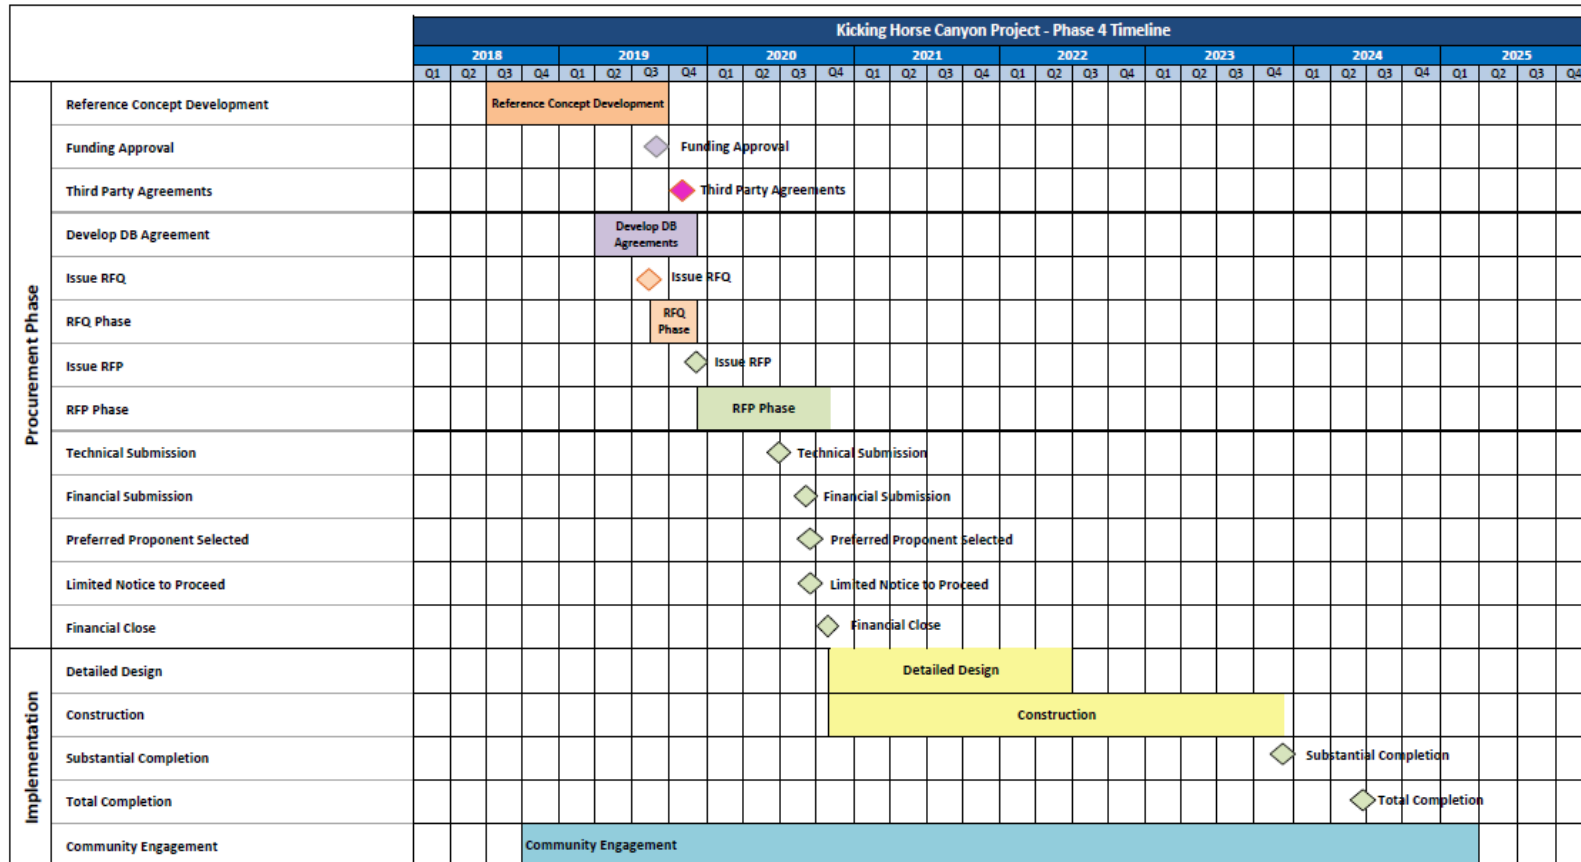 Kicking Horse Canyon Project - Phase 4 Timeline
2018 2019 2020 2021 2022 2023 2024 2025
Q1 Q2 Q3 Q4 Q1 Q2 Q3 Q4 Q1 Q2 Q3 Q4 Q1 Q2 Q3 Q4 Q1 Q2 Q3 Q4 Q1 Q2 Q3 Q4 Q1 Q2 Q3 Q4 Q1 Q2 Q3 Q4
Procurement Phase
Reference Concept Development Reference Concept Development
Funding Approval Funding Approval
Third Party Agreements Third Party Agreements
Develop DB Agreement Develop DB
Agreements
Issue RFQ Issue RFQ
RFQ Phase RFQ
Phase
Issue RFP Issue RFP
RFP Phase RFP Phase
Technical Submission Technical Submission
Financial Submission Financial Submission
Preferred Proponent Selected Preferred Proponent Selected
Limited Notice to Proceed Limited Notice to Proceed
Financial Close Financial Close
Implementation
Detailed Design Detailed Design
Construction Construction
Substantial Completion Substantial Completion
Total Completion Total Completion
Community Engagement Community Engagement